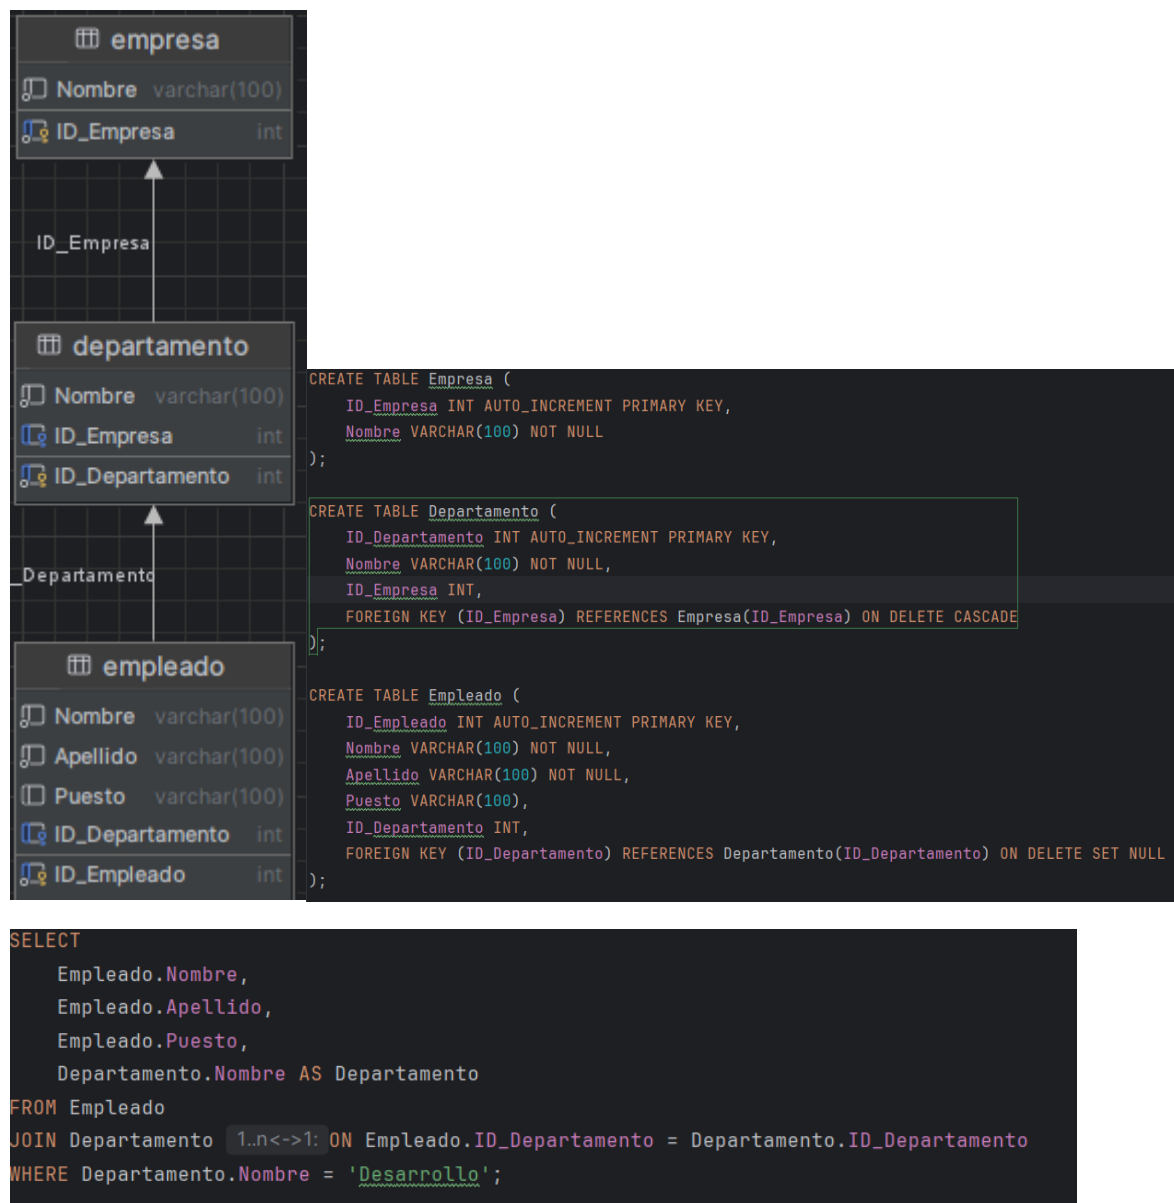 empresa
Nombre varchar(100)
ID_Empresa int
ID_Empresa
departamento
Nombre varchar(100)
ID_Empresa int
ID_Departamento int
_Departamento
empleado
Nombre varchar(100)
Apellido varchar(100)
Puesto varchar(100)
ID_Departamento int
ID_Empleado int
CREATE TABLE Empresa (
    ID_Empresa INT AUTO_INCREMENT PRIMARY KEY,
    Nombre VARCHAR(100) NOT NULL
);
CREATE TABLE Departamento (
    ID_Departamento INT AUTO_INCREMENT PRIMARY KEY,
    Nombre VARCHAR(100) NOT NULL,
    ID_Empresa INT,
    FOREIGN KEY (ID_Empresa) REFERENCES Empresa(ID_Empresa) ON DELETE CASCADE
);
CREATE TABLE Empleado (
    ID_Empleado INT AUTO_INCREMENT PRIMARY KEY,
    Nombre VARCHAR(100) NOT NULL,
    Apellido VARCHAR(100) NOT NULL,
    Puesto VARCHAR(100),
    ID_Departamento INT,
    FOREIGN KEY (ID_Departamento) REFERENCES Departamento(ID_Departamento) ON DELETE SET NULL
);
SELECT
    Empleado.Nombre,
    Empleado.Apellido,
    Empleado.Puesto,
    Departamento.Nombre AS Departamento
FROM Empleado
JOIN Departamento 1..n<->1: ON Empleado.ID_Departamento = Departamento.ID_Departamento
WHERE Departamento.Nombre = 'Desarrollo';